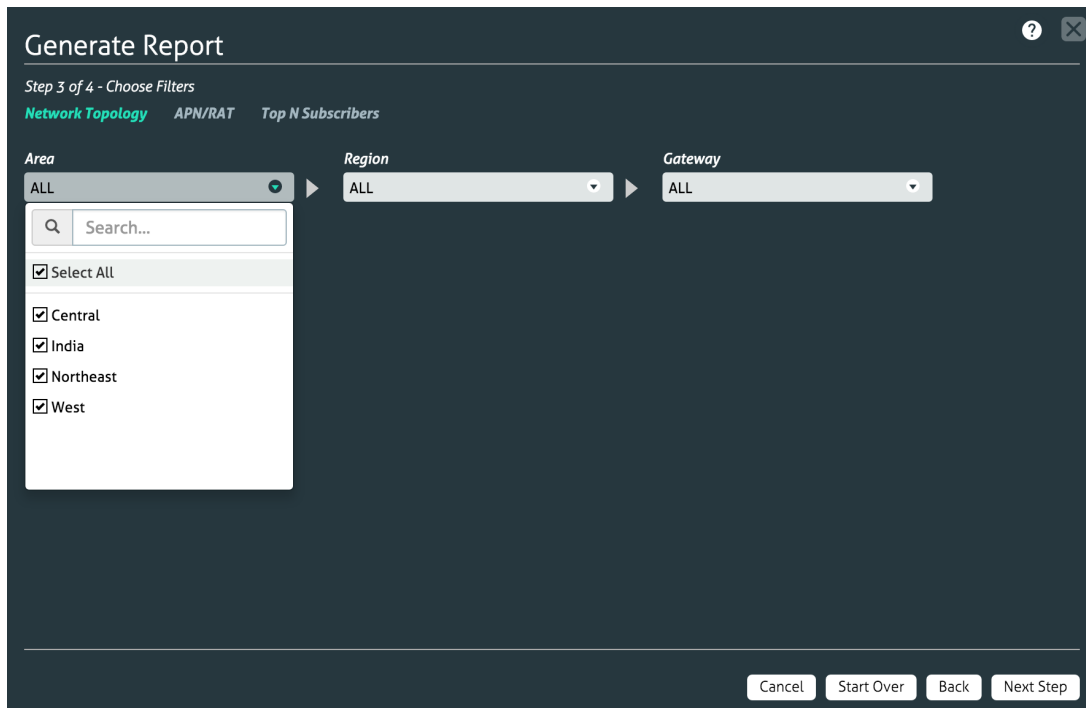 Generate Report
?
Step 3 of 4 - Choose Filters
Network Topology APN/RAT Top N Subscribers
Area Region Gateway
ALL ALL ALL
Search...
Select All
Central
India
Northeast
West
Cancel Start Over Back Next Step